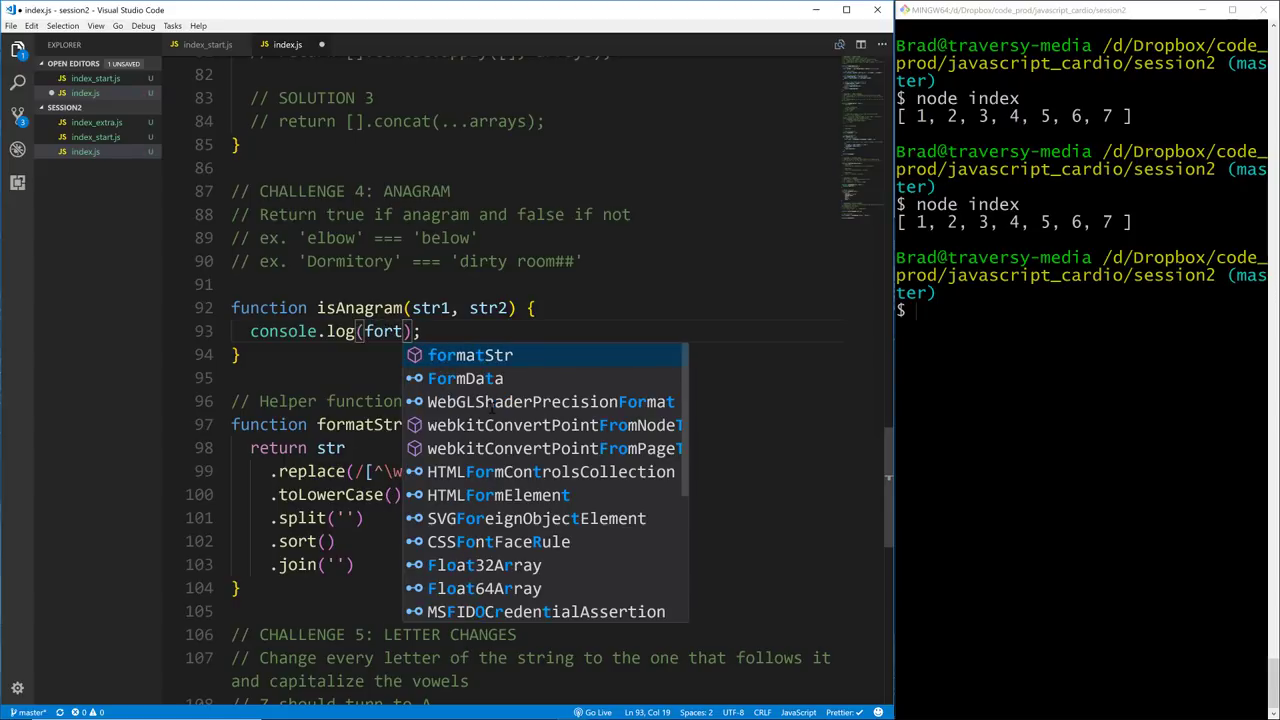 ● index.js - session2 - Visual Studio Code
File Edit Selection View Go Debug Tasks Help
EXPLORER
OPEN EDITORS 1 UNSAVED
index_start.js U
index.js U
SESSION2
index_extra.js U
index_start.js U
index.js U
index_start.js
index.js
82
83 // SOLUTION 3
84 // return [].concat(...arrays);
85 }
86
87 // CHALLENGE 4: ANAGRAM
88 // Return true if anagram and false if not
89 // ex. 'elbow' === 'below'
90 // ex. 'Dormitory' === 'dirty room##'
91
92 function isAnagram(str1, str2) {
93 console.log(fort);
94 }
95
96 // Helper function
97 function formatStr
98 return str
99 .replace(/[^\w
100 .toLowerCase()
101 .split('')
102 .sort()
103 .join('')
104 }
105
106 // CHALLENGE 5: LETTER CHANGES
107 // Change every letter of the string to the one that follows it
and capitalize the vowels
108 // Z should turn to A
formatStr
FormData
WebGLShaderPrecisionFormat
webkitConvertPointFromNodeT
webkitConvertPointFromPageT
HTMLFormControlsCollection
HTMLFormElement
SVGForeignObjectElement
CSSFontFaceRule
Float32Array
Float64Array
MSFIDOCredentialAssertion
master* 0 0
Go Live Ln 93, Col 19 Spaces: 2 UTF-8 CRLF JavaScript Prettier: ✓
MINGW64:/d/Dropbox/code_prod/javascript_cardio/session2
Brad@traversy-media /d/Dropbox/code_
prod/javascript_cardio/session2 (mas
ter)
$ node index
[ 1, 2, 3, 4, 5, 6, 7 ]
Brad@traversy-media /d/Dropbox/code_
prod/javascript_cardio/session2 (mas
ter)
$ node index
[ 1, 2, 3, 4, 5, 6, 7 ]
Brad@traversy-media /d/Dropbox/code_
prod/javascript_cardio/session2 (mas
ter)
$